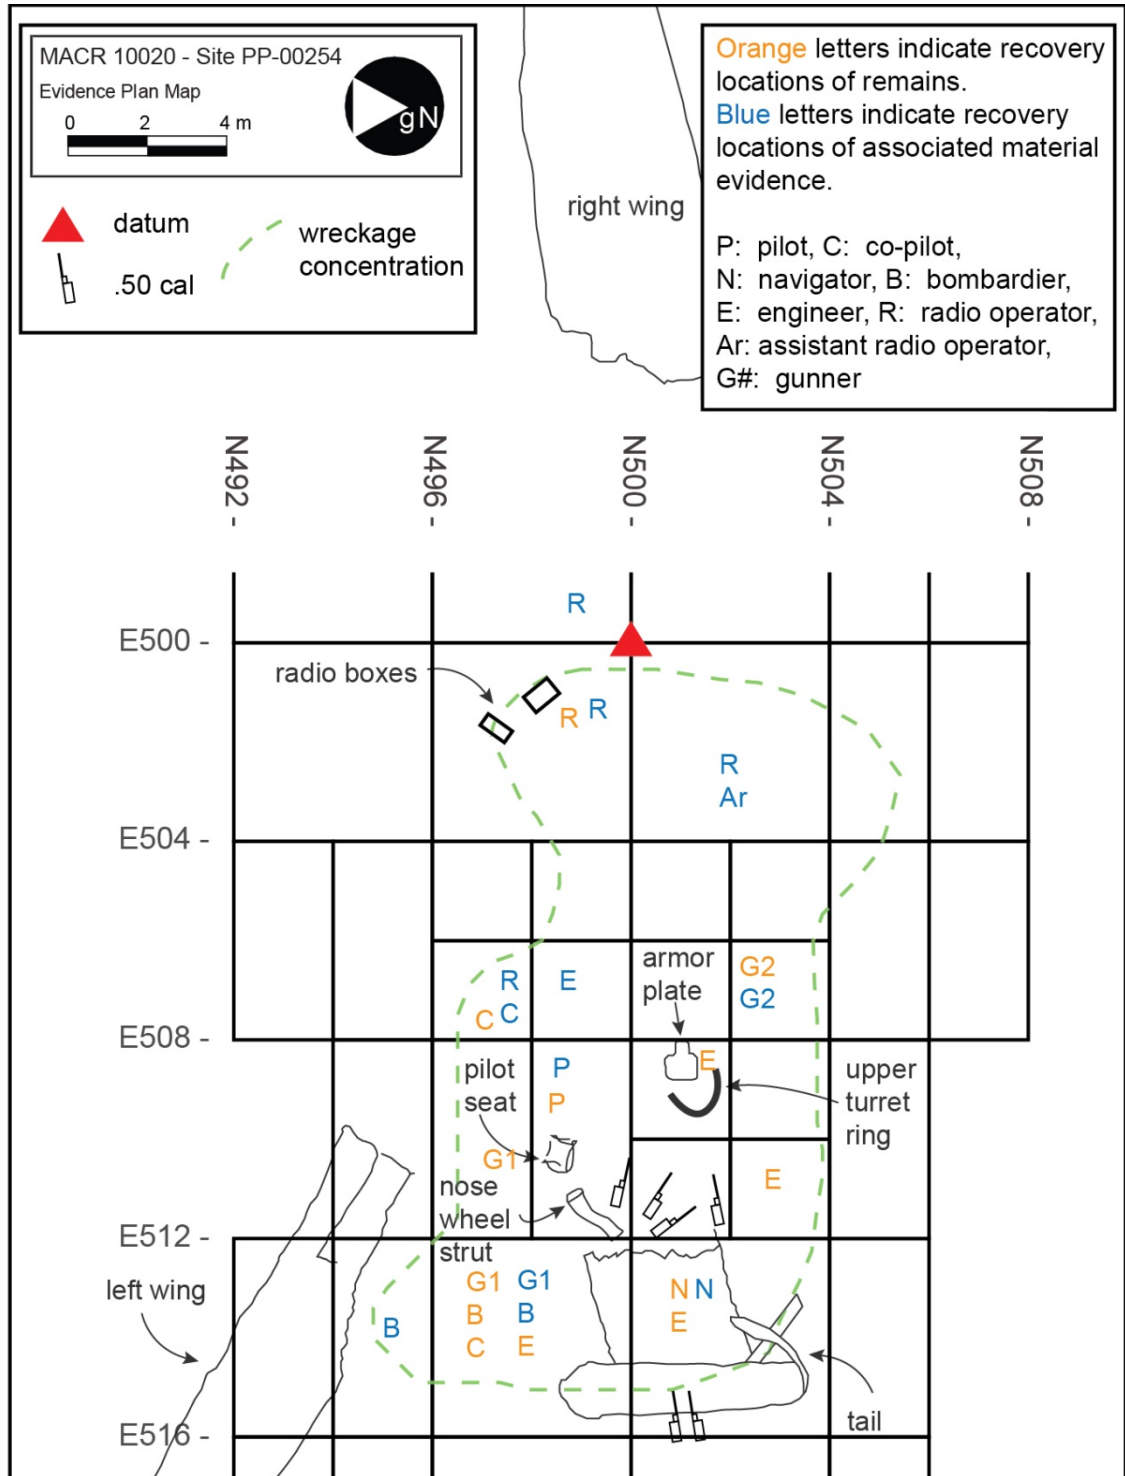 MACR 10020 - Site PP-00254
Evidence Plan Map
0 2 4 m
gN
datum
.50 cal
wreckage
concentration
right wing
Orange letters indicate recovery
locations of remains.
Blue letters indicate recovery
locations of associated material
evidence.
P: pilot, C: co-pilot,
N: navigator, B: bombardier,
E: engineer, R: radio operator,
Ar: assistant radio operator,
G#: gunner
N492 -
N496 -
N500 -
N504 -
N508 -
R
E500 -
radio boxes
R R
R
Ar
E504 -
armor
plate
R
C C
E
G2
G2
E508 -
pilot
seat
P
P
E
upper
turret
ring
G1
nose
wheel
strut
E
E512 -
left wing
B
G1 G1
B B
C E
N N
E
tail
E516 -